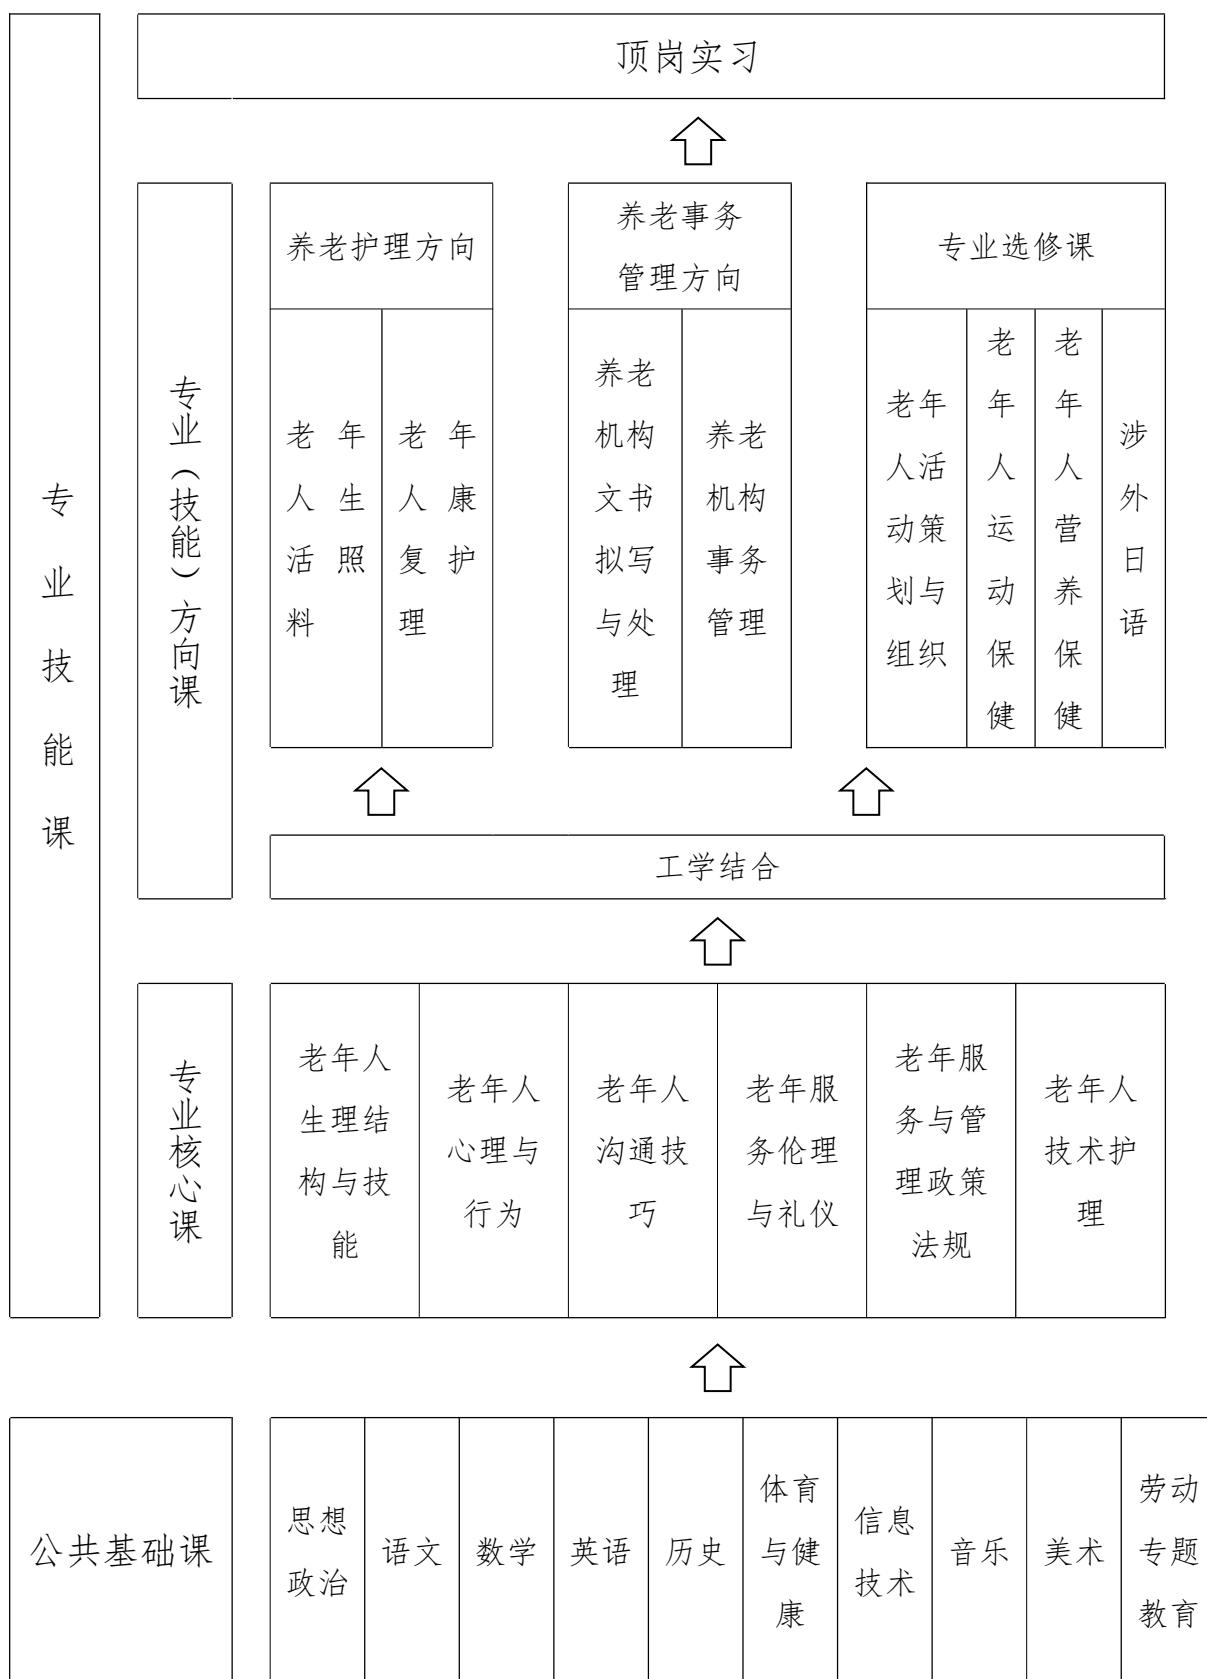 顶岗实习
专业技能课
专业（技能）方向课
养老护理方向
老年
人生
活照
料
老年
人康
复护
理
养老事务
管理方向
养老
机构
文书
拟写
与处
理
养老
机构
事务
管理
专业选修课
老年
人活
动策
划与
组织
老年人运动保健
老年人营养保健
涉外日语
工学结合
专业核心课
老年人
生理结
构与技
能
老年人
心理与
行为
老年人
沟通技
巧
老年服
务伦理
与礼仪
老年服
务与管
理政策
法规
老年人
技术护
理
公共基础课
思想
政治
语文
数学
英语
历史
体育
与健
康
信息
技术
音乐
美术
劳动
专题
教育